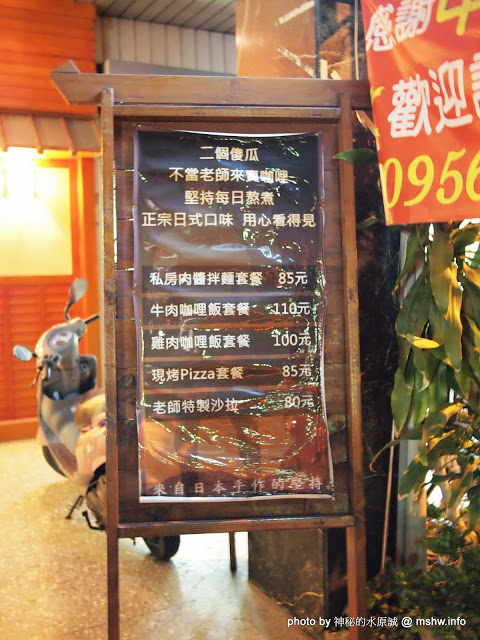 二個傻瓜
不當老師來賣咖哩
堅持每日熬煮
正宗日式口味 用心看得見
私房肉醬拌麵套餐 85元
牛肉咖哩飯套餐 110元
雞肉咖哩飯套餐 100元
現烤Pizza套餐 85元
老師特製沙拉 80元
來自日本手作的堅持
感謝
歡迎
0956
photo by 神秘的水原誠 @ mshw.info